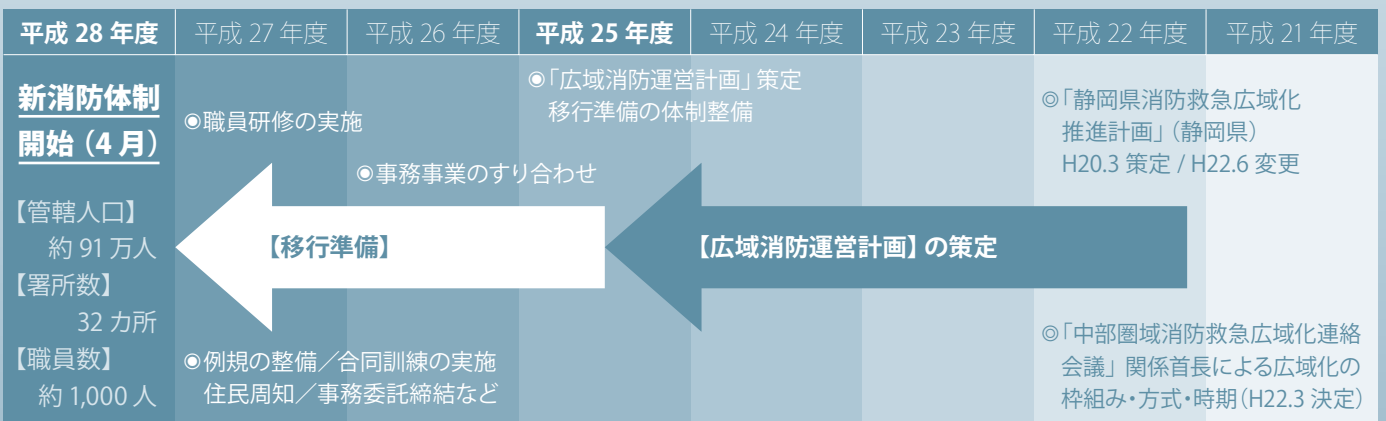 平成 28 年度
平成 27 年度
平成 26 年度
平成 25 年度
平成 24 年度
平成 23 年度
平成 22 年度
平成 21 年度
新消防体制
開始（4 月）
【管轄人口】
約 91 万人
【署所数】
32 カ所
【職員数】
約 1,000 人
◉職員研修の実施
◉事務事業のすり合わせ
◉「広域消防運営計画」策定
移行準備の体制整備
◎「静岡県消防救急広域化
推進計画」（静岡県）
H20.3 策定 / H22.6 変更
【移行準備】
【広域消防運営計画】の策定
◉例規の整備／合同訓練の実施
住民周知／事務委託締結など
◎「中部圏域消防救急広域化連絡
会議」関係首長による広域化の
枠組み・方式・時期（H22.3 決定）